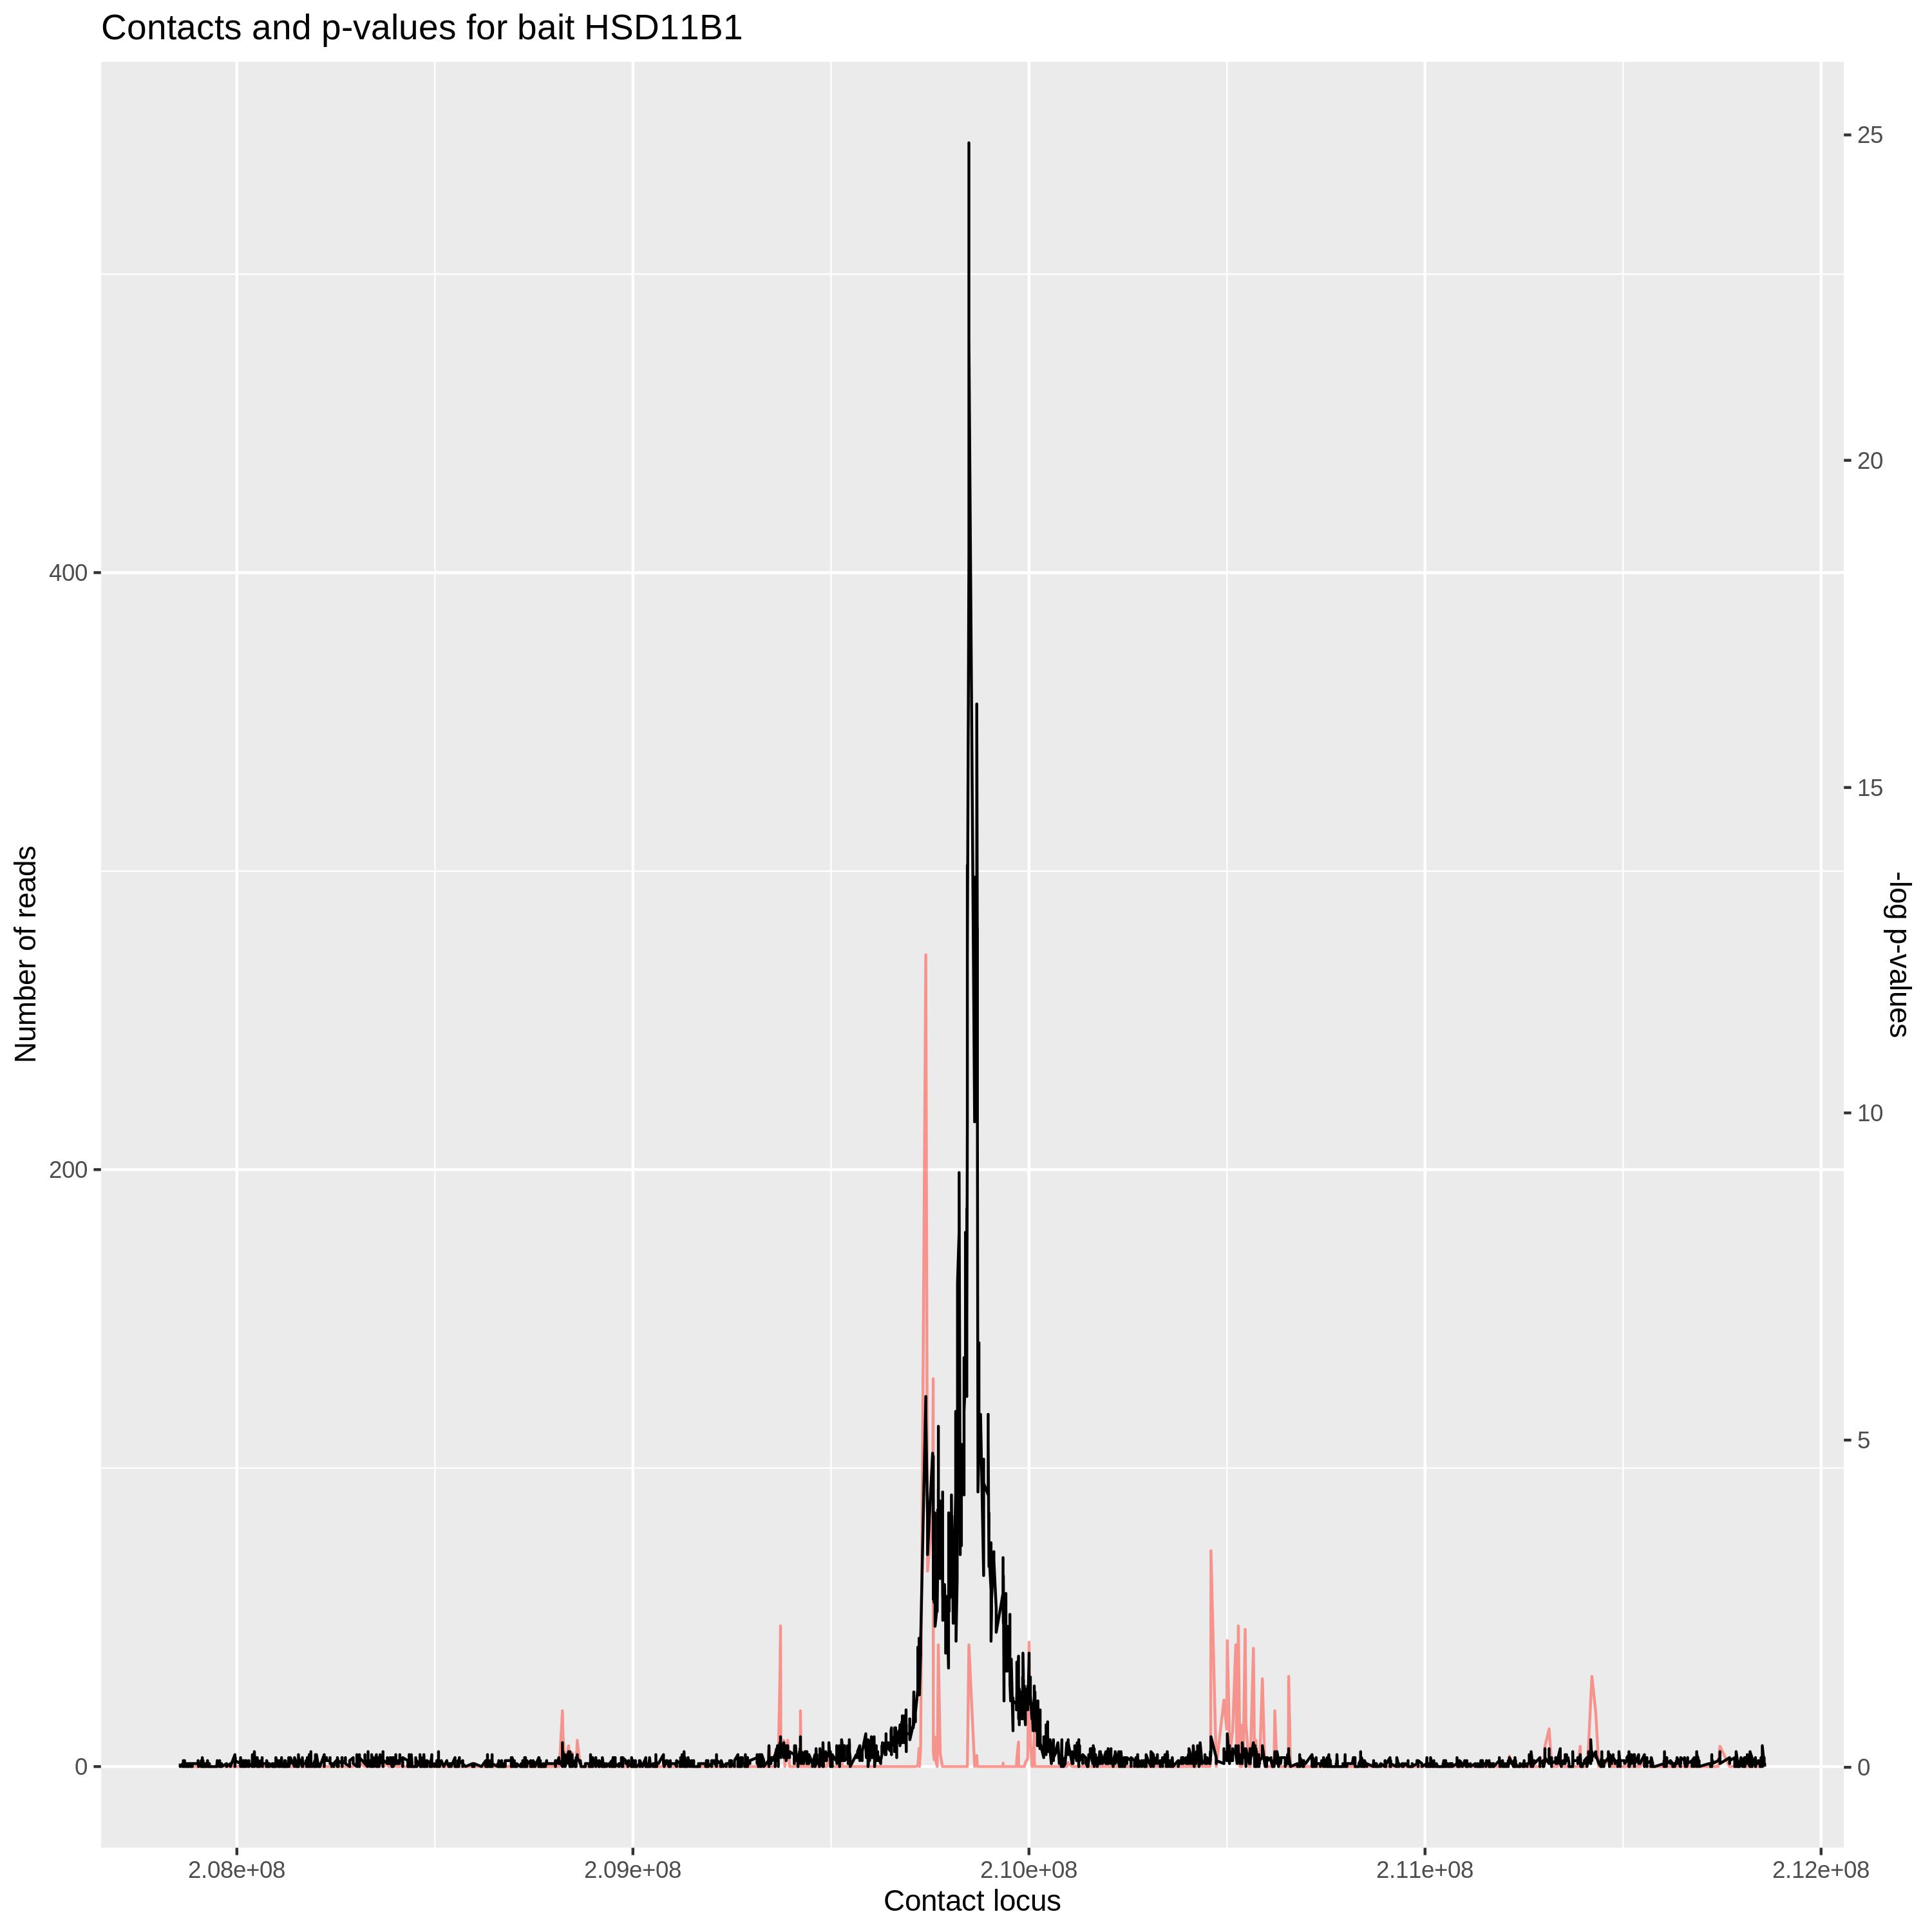 Contacts and p-values for bait HSD11B1
Number of reads
400
200
0
25
20
15
10
5
0
-log p-values
2.08e+08
2.09e+08
2.10e+08
2.11e+08
2.12e+08
Contact locus